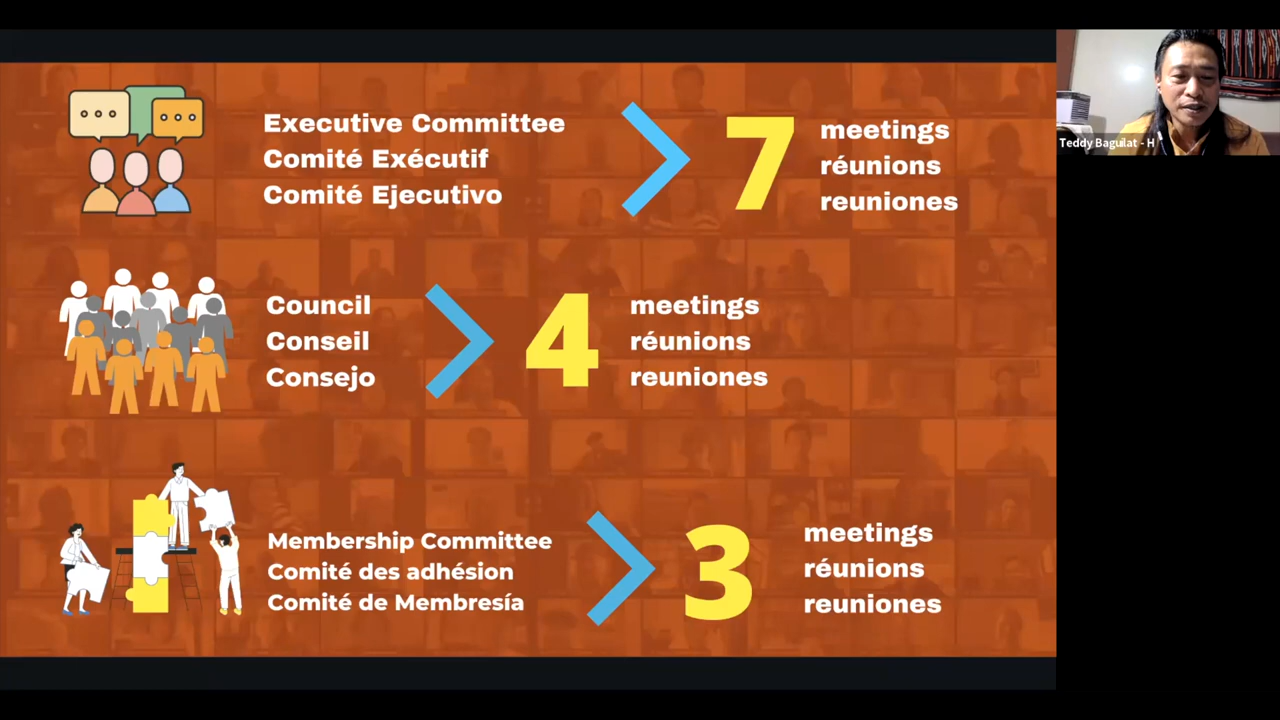 Executive Committee
Comité Exécutif
Comité Ejecutivo
7
meetings
réunions
reuniones
Teddy Baguilat - H
Council
Conseil
Consejo
4
meetings
réunions
reuniones
Membership Committee
Comité des adhésion
Comité de Membresía
3
meetings
réunions
reuniones